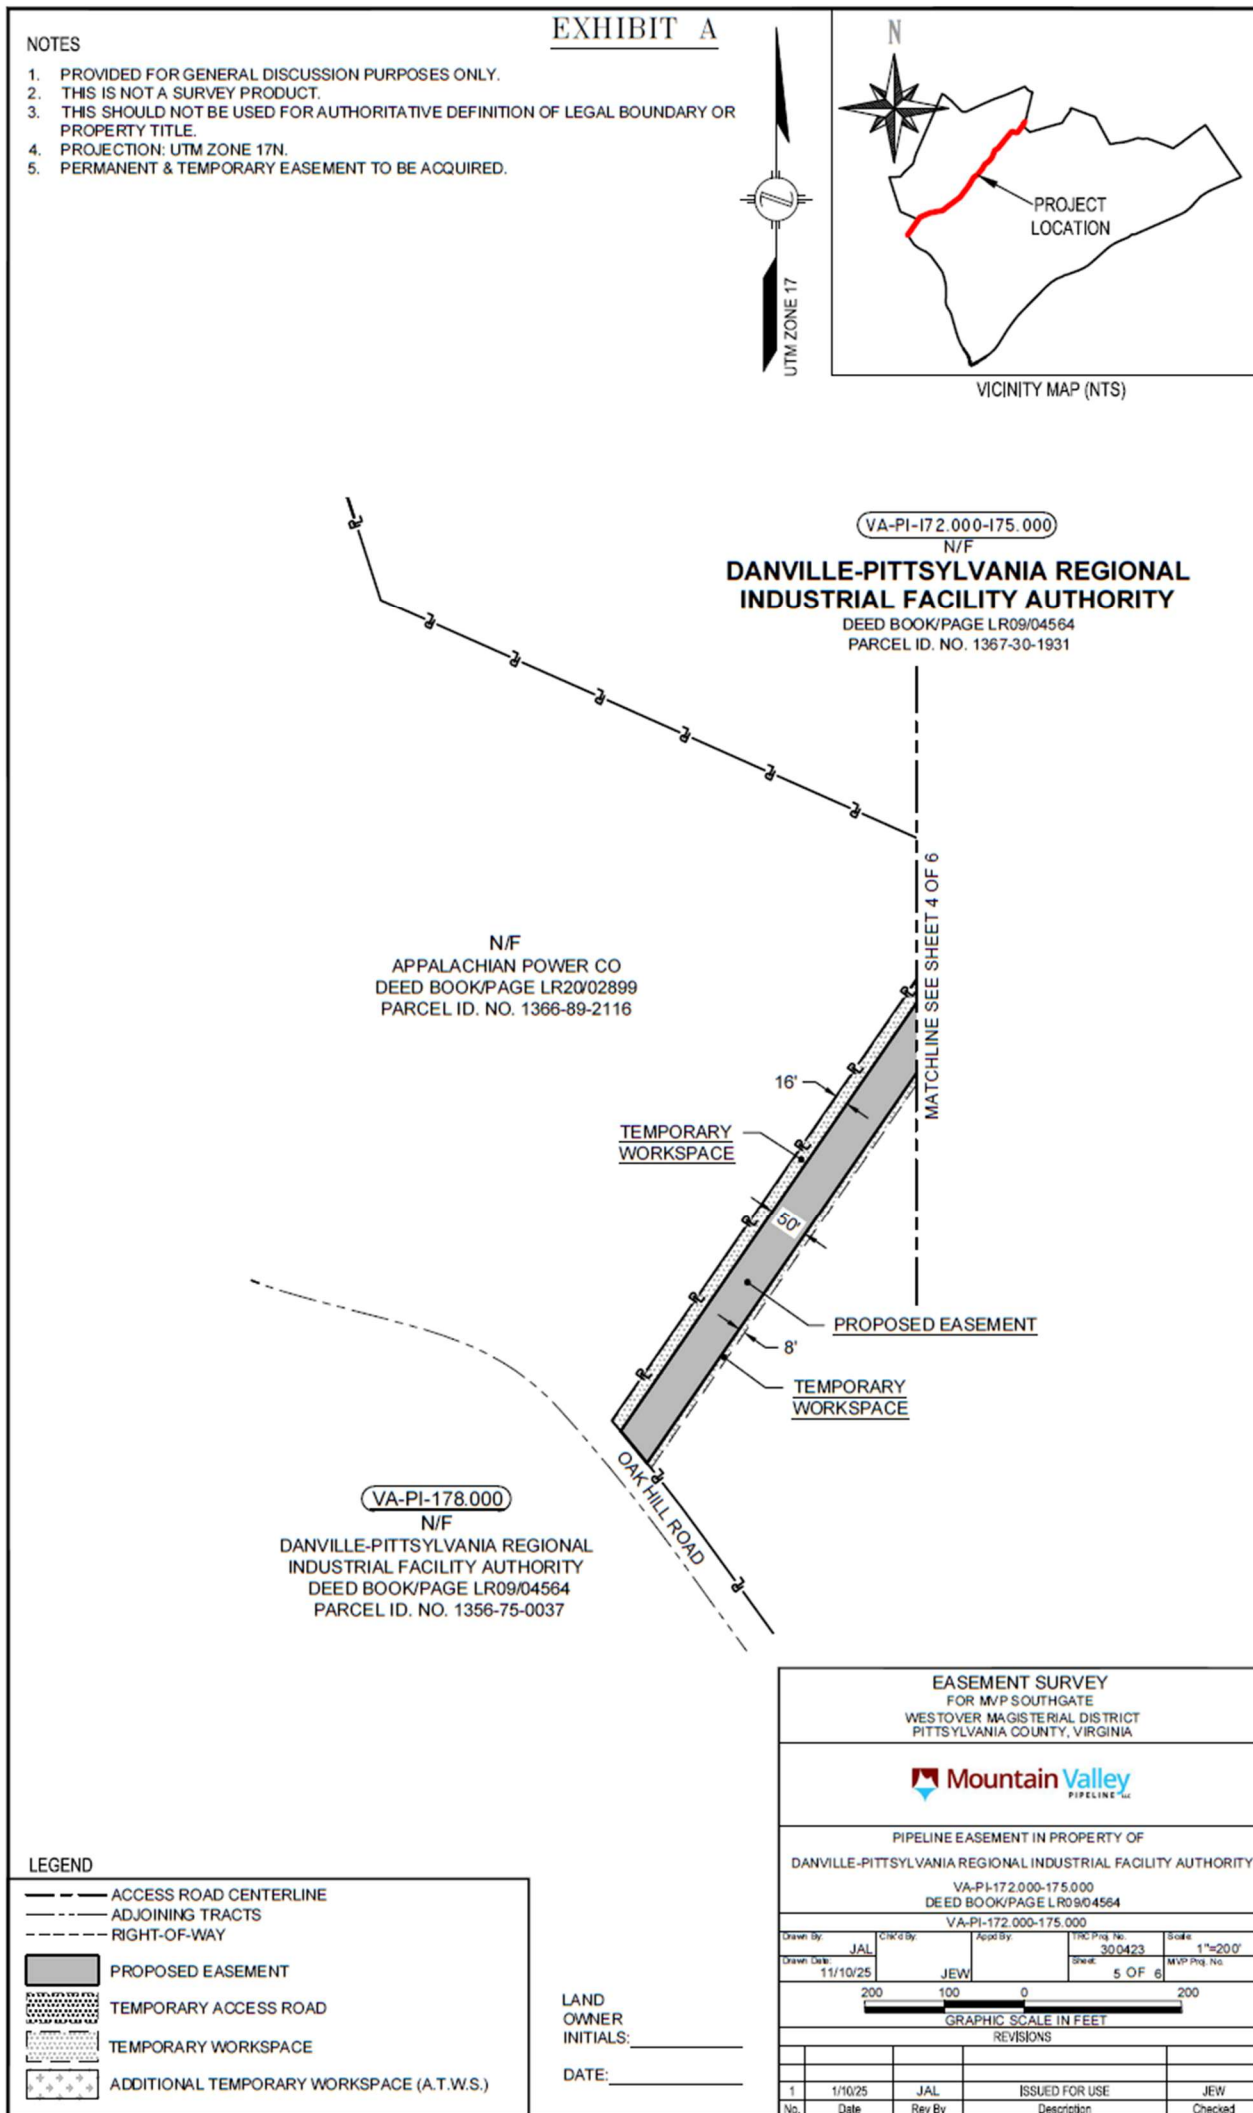 EXHIBIT A
NOTES
1. PROVIDED FOR GENERAL DISCUSSION PURPOSES ONLY.
2. THIS IS NOT A SURVEY PRODUCT.
3. THIS SHOULD NOT BE USED FOR AUTHORITATIVE DEFINITION OF LEGAL BOUNDARY OR
PROPERTY TITLE.
4. PROJECTION: UTM ZONE 17N.
5. PERMANENT & TEMPORARY EASEMENT TO BE ACQUIRED.
UTM ZONE 17
N
PROJECT
LOCATION
VICINITY MAP (NTS)
VA-PI-172.000-175.000
N/F
DANVILLE-PITTSYLVANIA REGIONAL
INDUSTRIAL FACILITY AUTHORITY
DEED BOOK/PAGE LR09/04564
PARCEL ID. NO. 1367-30-1931
MATCHLINE SEE SHEET 4 OF 6
N/F
APPALACHIAN POWER CO
DEED BOOK/PAGE LR20/02899
PARCEL ID. NO. 1366-89-2116
16'
TEMPORARY
WORKSPACE
50'
PROPOSED EASEMENT
8'
TEMPORARY
WORKSPACE
OAK HILL ROAD
VA-PI-178.000
N/F
DANVILLE-PITTSYLVANIA REGIONAL
INDUSTRIAL FACILITY AUTHORITY
DEED BOOK/PAGE LR09/04564
PARCEL ID. NO. 1356-75-0037
LEGEND
ACCESS ROAD CENTERLINE
ADJOINING TRACTS
RIGHT-OF-WAY
PROPOSED EASEMENT
TEMPORARY ACCESS ROAD
TEMPORARY WORKSPACE
ADDITIONAL TEMPORARY WORKSPACE (A.T.W.S.)
LAND
OWNER
INITIALS:
DATE:
EASEMENT SURVEY
FOR MVP SOUTHGATE
WESTOVER MAGISTERIAL DISTRICT
PITTSYLVANIA COUNTY, VIRGINIA
Mountain Valley
PIPELINE LLC
PIPELINE EASEMENT IN PROPERTY OF
DANVILLE-PITTSYLVANIA REGIONAL INDUSTRIAL FACILITY AUTHORITY
VA-PI-172.000-175.000
DEED BOOK/PAGE LR09/04564
VA-PI-172.000-175.000
Drawn By: JAL Chk'd By: Appd By: TRC Proj. No. 300423 Scale: 1"=200'
Drawn Date: 11/10/25 JEW Sheet: 5 OF 6 MVP Proj. No.
200 100 0 200
GRAPHIC SCALE IN FEET
REVISIONS
1 1/10/25 JAL ISSUED FOR USE JEW
No. Date Rev By Description Checked